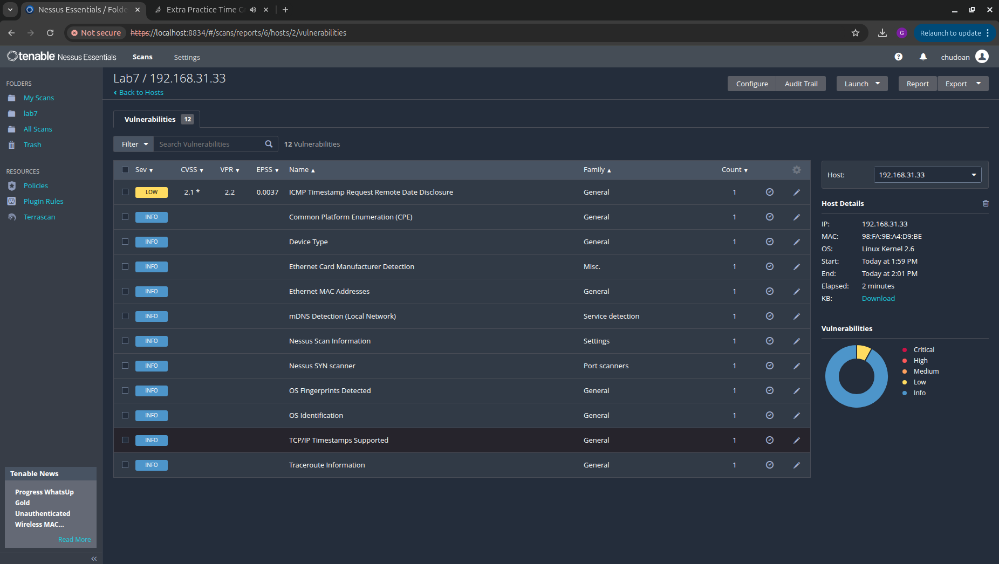 Nessus Essentials / Folde
Extra Practice Time G
Not secure https://localhost:8834/#/scans/reports/6/hosts/2/vulnerabilities
G
Relaunch to update
tenable Nessus Essentials
Scans
Settings
?
chudoan
FOLDERS
My Scans
lab7
All Scans
Trash
RESOURCES
Policies
Plugin Rules
Terrascan
Tenable News
Progress WhatsUp
Gold
Unauthenticated
Wireless MAC...
Read More
Lab7 / 192.168.31.33
Back to Hosts
Configure Audit Trail Launch Report Export
Vulnerabilities 12
Filter Search Vulnerabilities 12 Vulnerabilities
Sev CVSS VPR EPSS Name Family Count
LOW 2.1 * 2.2 0.0037 ICMP Timestamp Request Remote Date Disclosure General 1
INFO Common Platform Enumeration (CPE) General 1
INFO Device Type General 1
INFO Ethernet Card Manufacturer Detection Misc. 1
INFO Ethernet MAC Addresses General 1
INFO mDNS Detection (Local Network) Service detection 1
INFO Nessus Scan Information Settings 1
INFO Nessus SYN scanner Port scanners 1
INFO OS Fingerprints Detected General 1
INFO OS Identification General 1
INFO TCP/IP Timestamps Supported General 1
INFO Traceroute Information General 1
Host: 192.168.31.33
Host Details
IP: 192.168.31.33
MAC: 98:FA:9B:A4:D9:BE
OS: Linux Kernel 2.6
Start: Today at 1:59 PM
End: Today at 2:01 PM
Elapsed: 2 minutes
KB: Download
Vulnerabilities
Critical
High
Medium
Low
Info